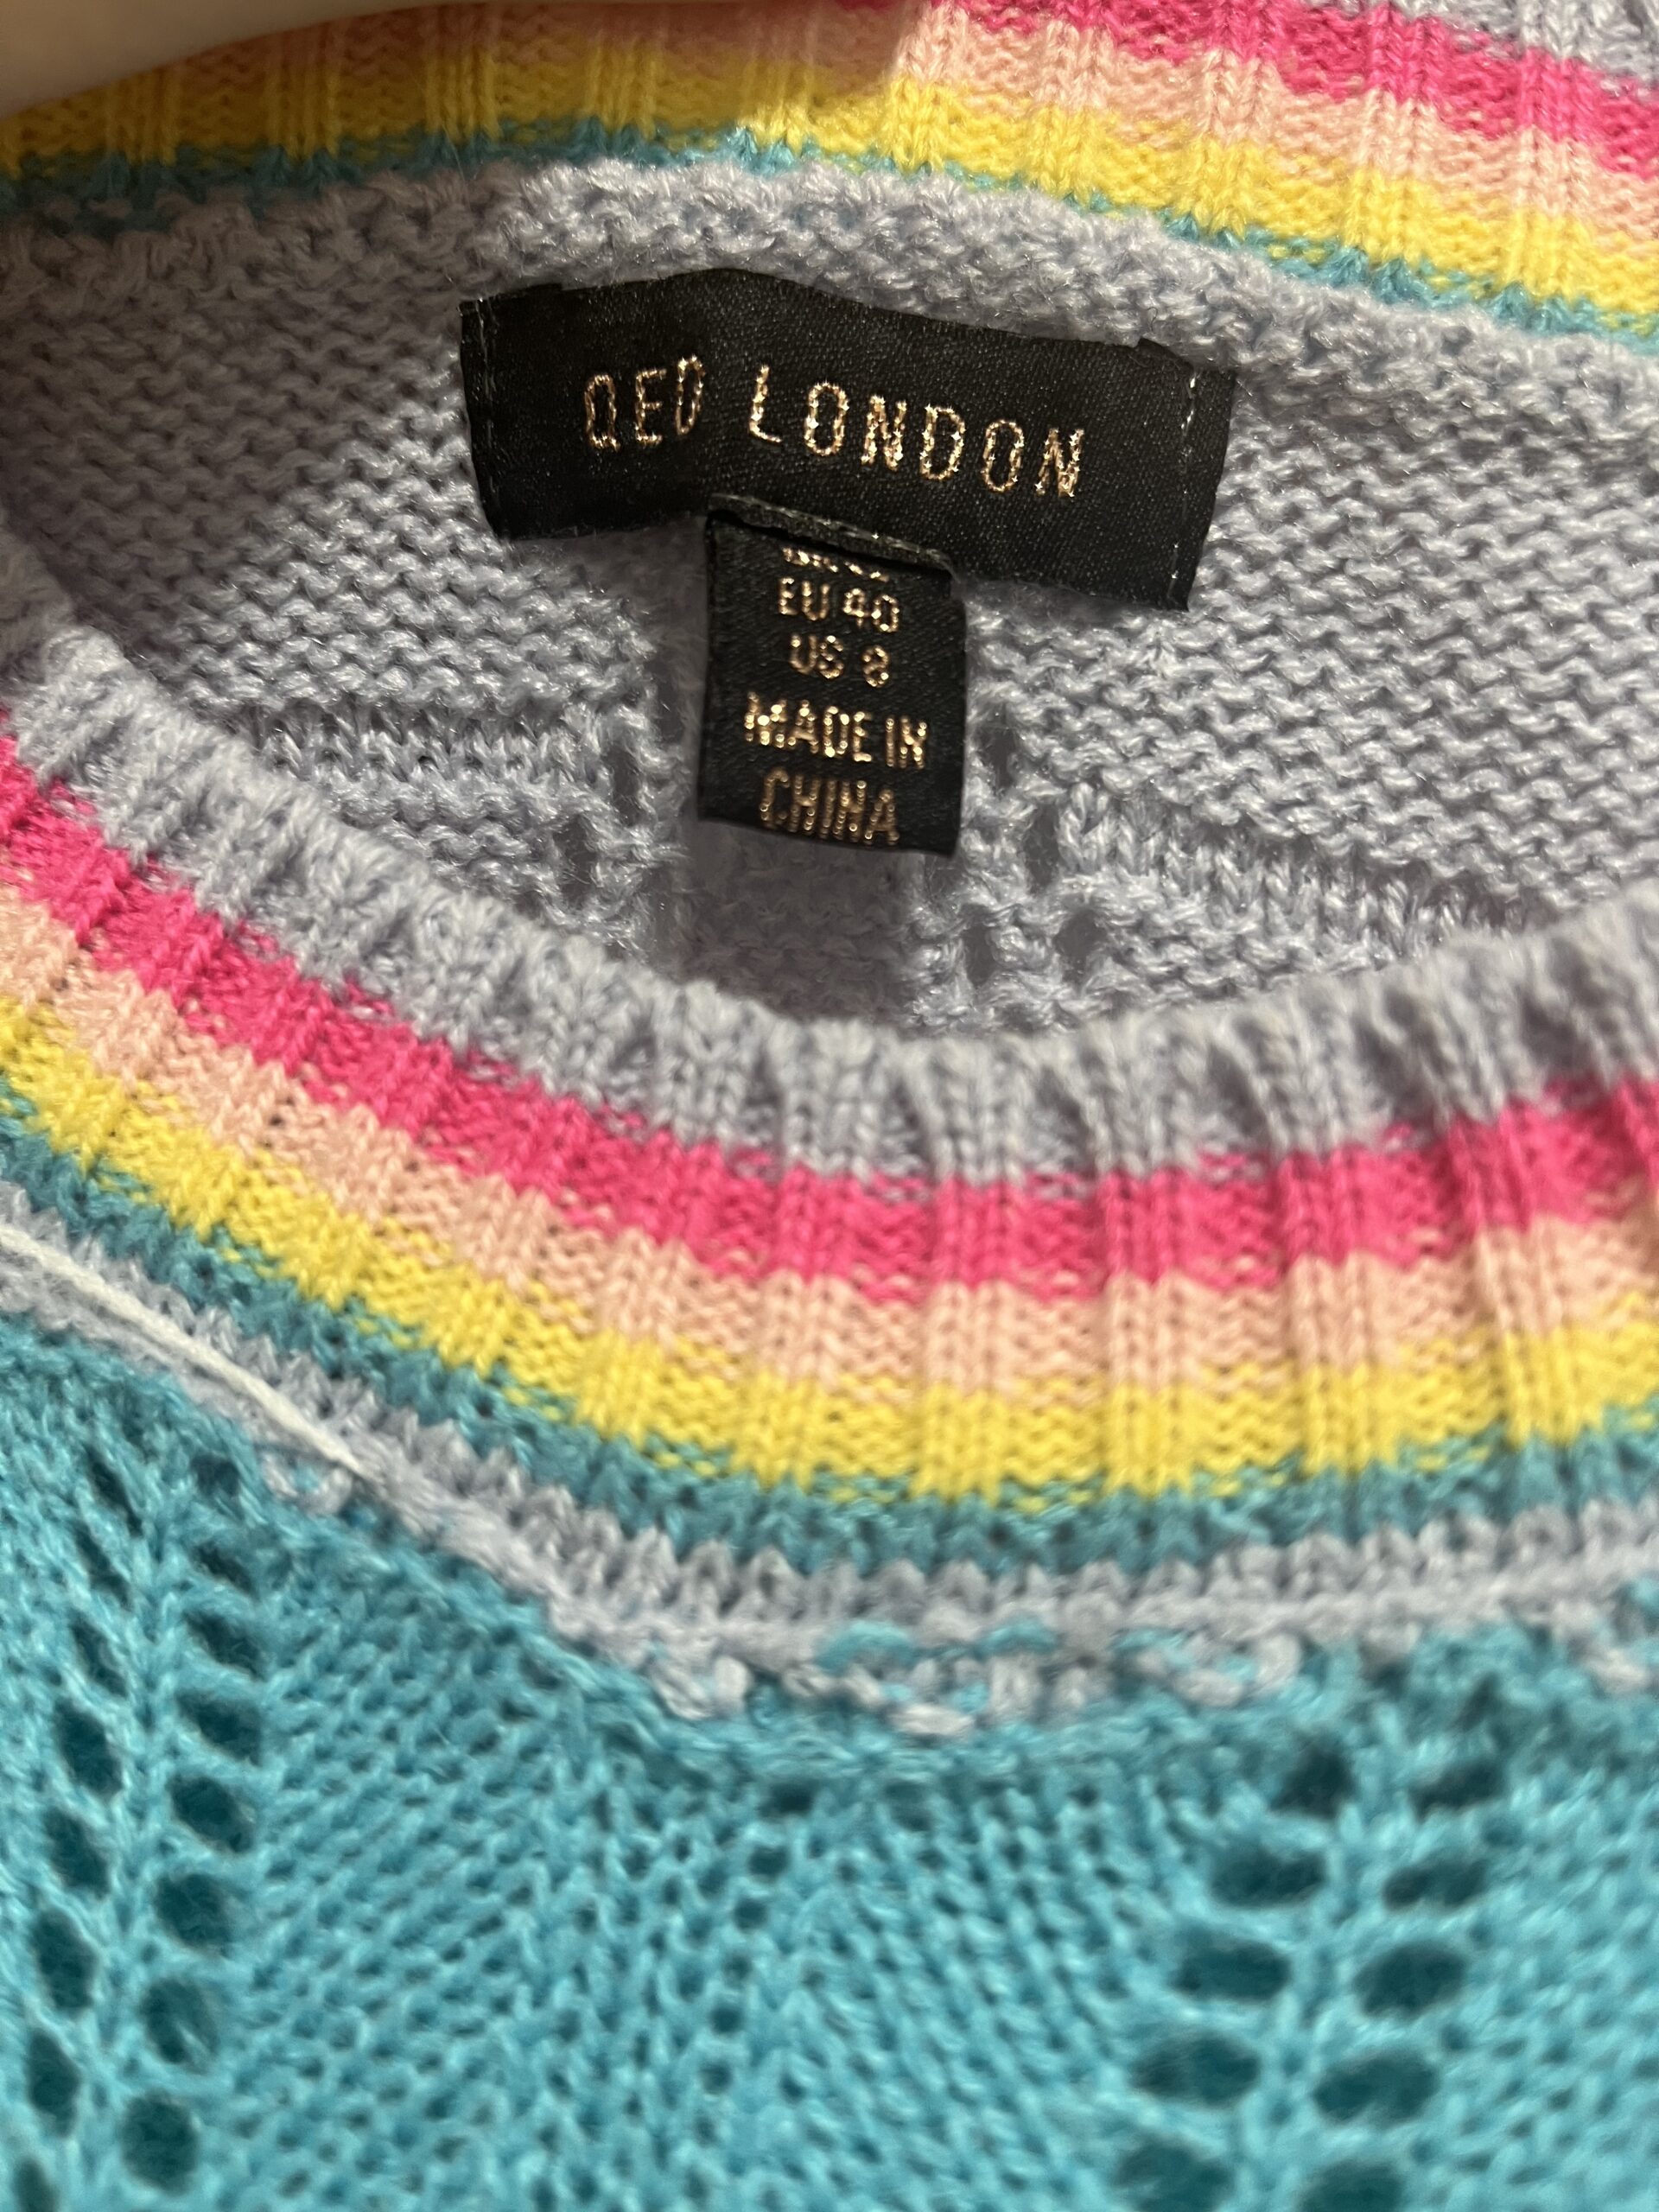 QED LONDON
EU 40
US 8
MADE IN
CHINA